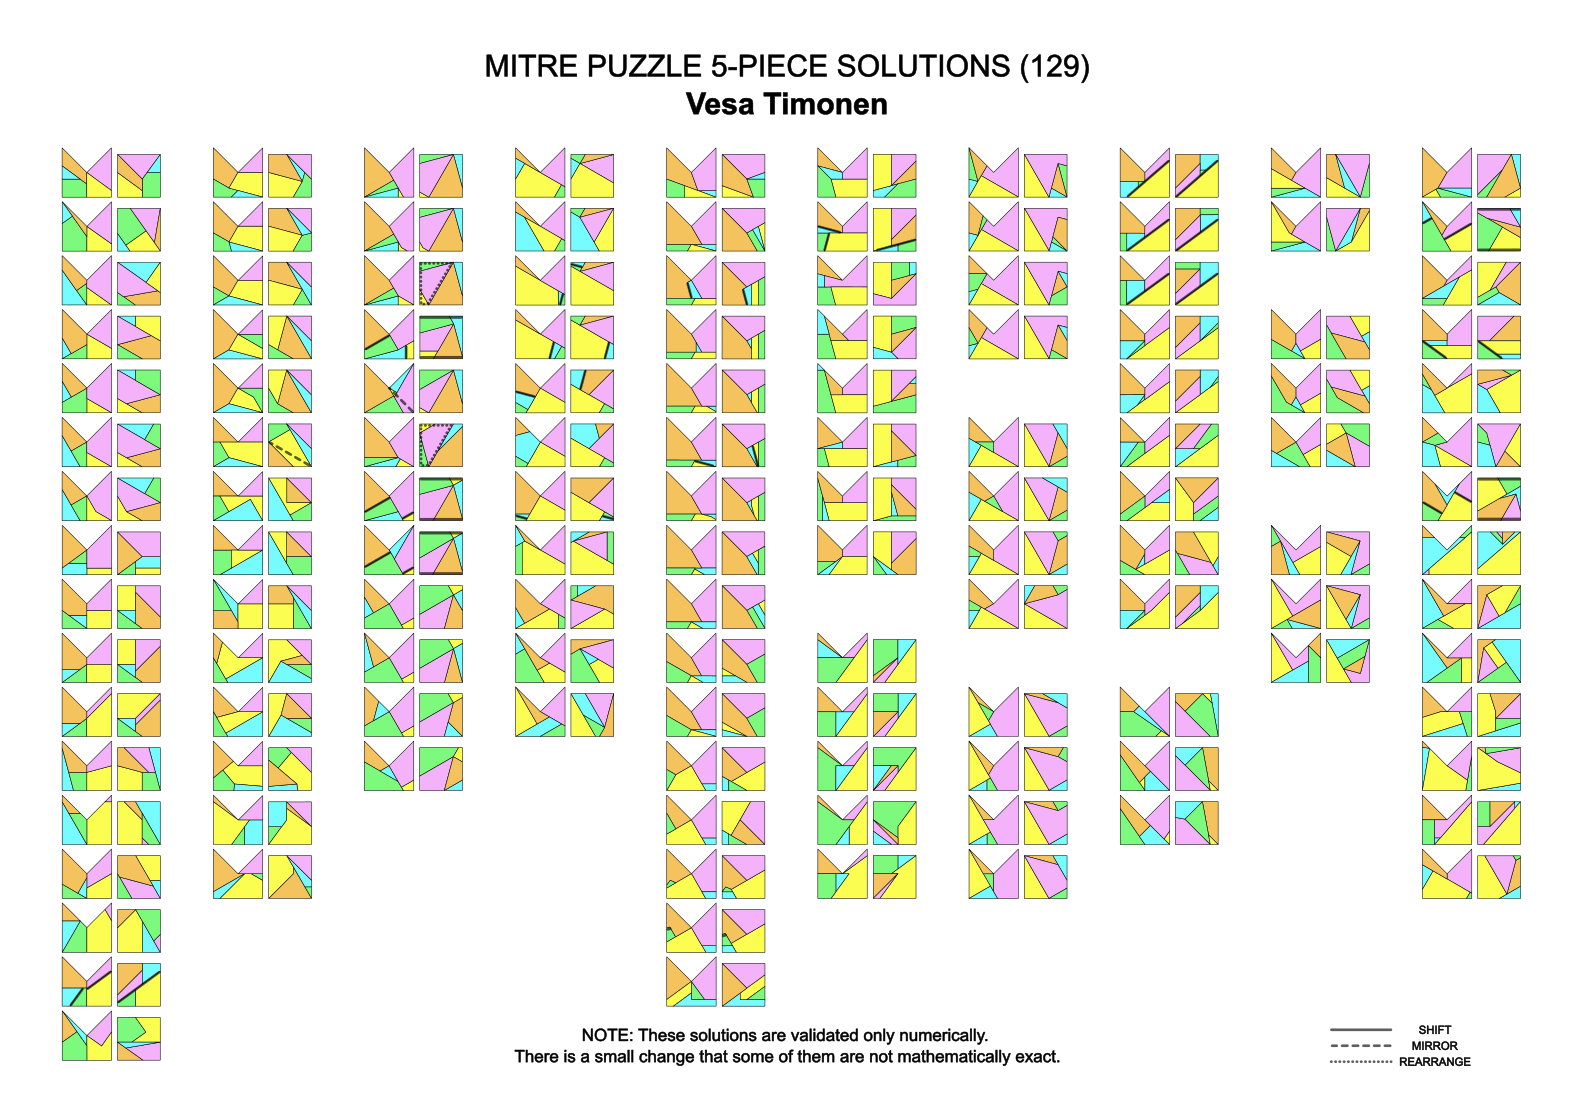 MITRE PUZZLE 5-PIECE SOLUTIONS (129)
Vesa Timonen
NOTE: These solutions are validated only numerically.
There is a small change that some of them are not mathematically exact.
SHIFT
MIRROR
REARRANGE